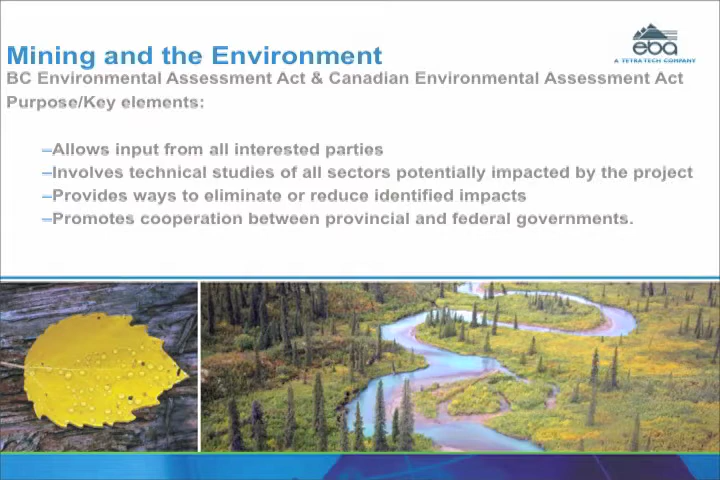 Mining and the Environment
eba
A TETRA TECH COMPANY
BC Environmental Assessment Act & Canadian Environmental Assessment Act
Purpose/Key elements:
–Allows input from all interested parties
–Involves technical studies of all sectors potentially impacted by the project
–Provides ways to eliminate or reduce identified impacts
–Promotes cooperation between provincial and federal governments.